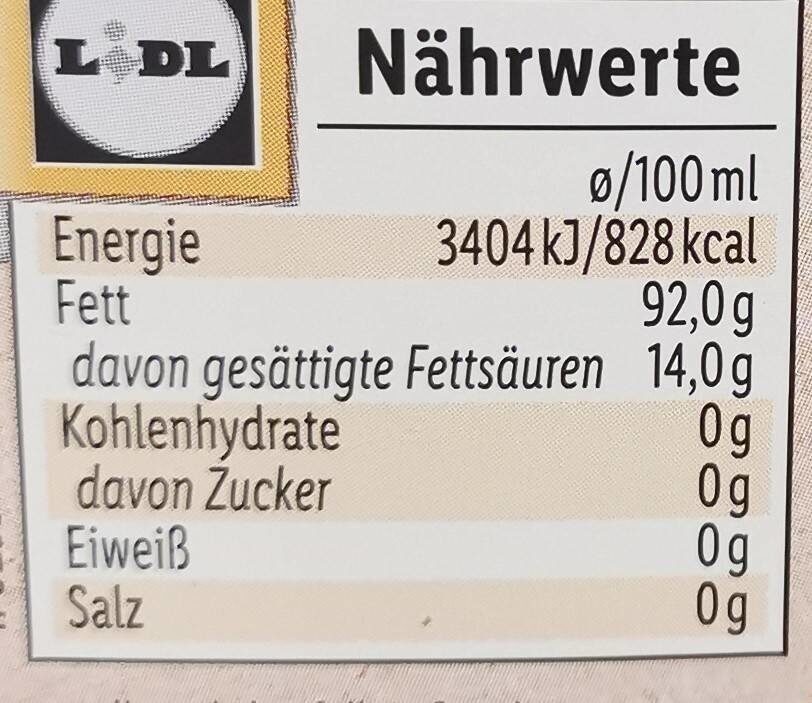 LIDL
Nährwerte
ø/100 ml
Energie 3404 kJ/828 kcal
Fett 92,0 g
davon gesättigte Fettsäuren 14,0 g
Kohlenhydrate 0 g
davon Zucker 0 g
Eiweiß 0 g
Salz 0 g